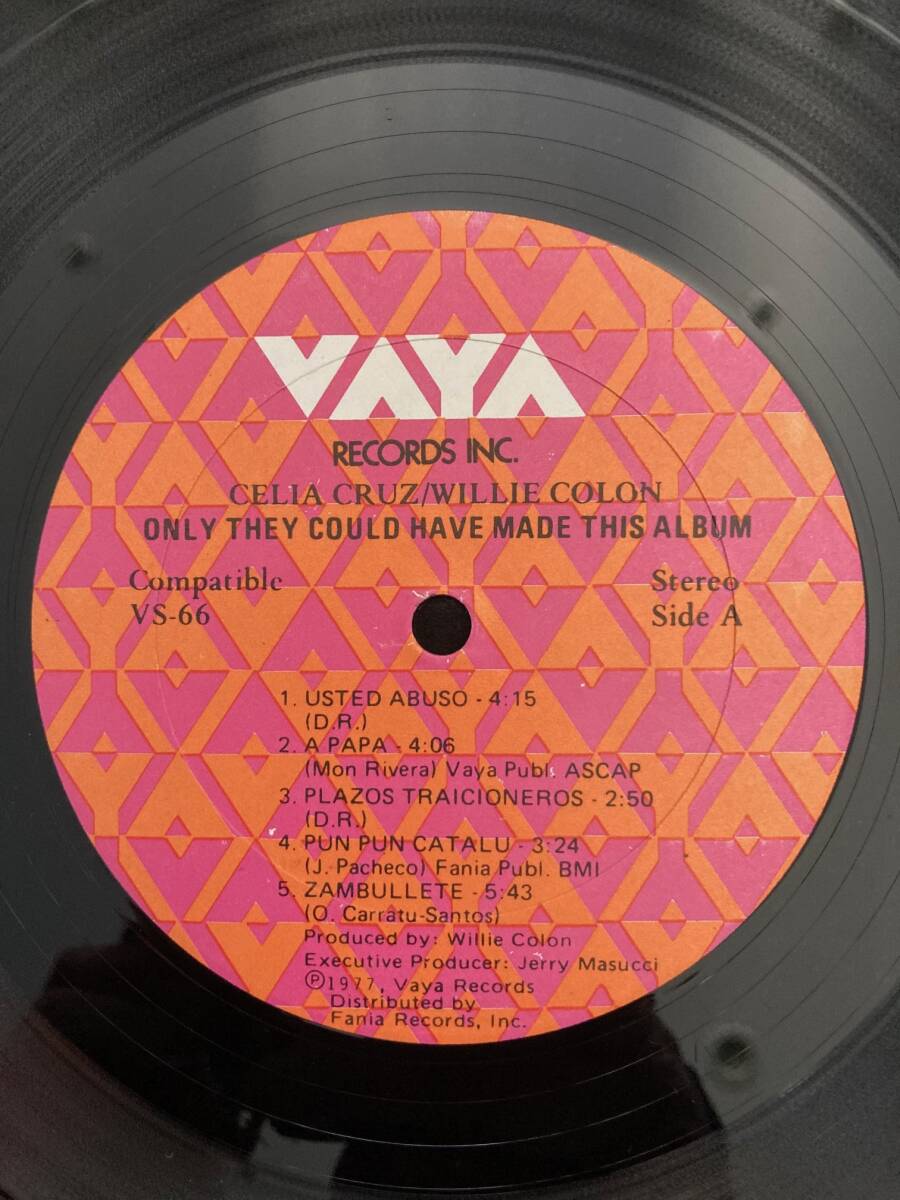 VAYA
RECORDS INC.
CELIA CRUZ/WILLIE COLON
ONLY THEY COULD HAVE MADE THIS ALBUM
Compatible Stereo
VS-66 Side A
1. USTED ABUSO - 4:15
(D.R.)
2. A PAPA - 4:06
(Mon Rivera) Vaya Publ. ASCAP
3. PLAZOS TRAICIONEROS - 2:50
(D.R.)
4. PUN PUN CATALU - 3:24
(J. Pacheco) Fania Publ. BMI
5. ZAMBULLETE - 5:43
(O. Carratu-Santos)
Produced by: Willie Colon
Executive Producer: Jerry Masucci
℗1977, Vaya Records
Distributed by
Fania Records, Inc.